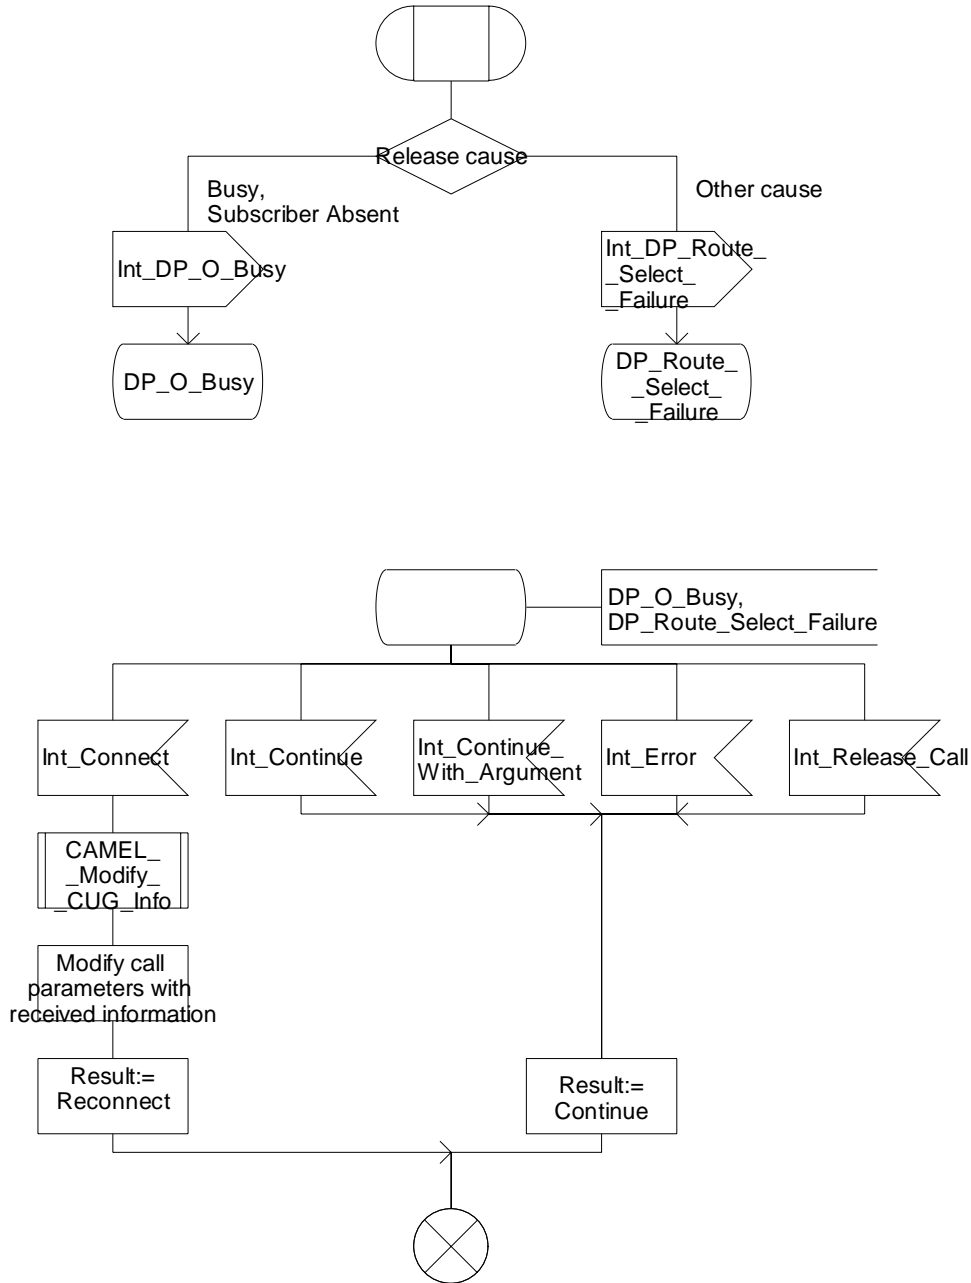 Release cause
Busy,
Subscriber Absent
Other cause
Int_DP_O_Busy
Int_DP_Route_
_Select_
_Failure
DP_O_Busy
DP_Route_
_Select_
_Failure
DP_O_Busy,
DP_Route_Select_Failure
Int_Connect
Int_Continue
Int_Continue_
With_Argument
Int_Error
Int_Release_Call
CAMEL_
_Modify_
_CUG_Info
Modify call
parameters with
received information
Result:=
Reconnect
Result:=
Continue